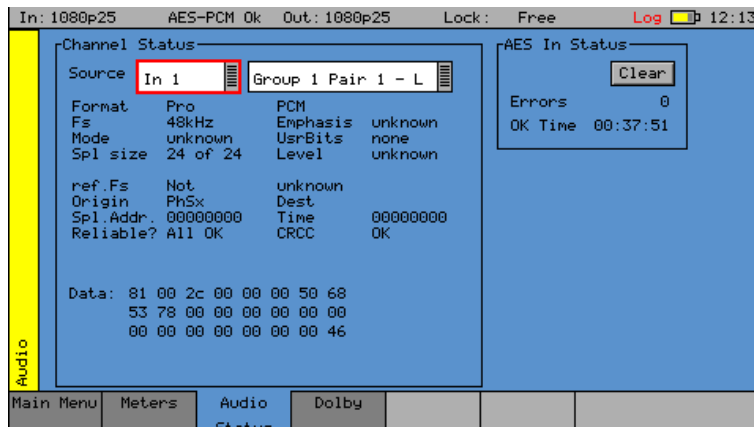 In: 1080p25 AES-PCM Ok Out: 1080p25 Lock: Free Log 12:13
Channel Status
Source In 1 Group 1 Pair 1 - L
Format Pro PCM
Fs 48kHz Emphasis unknown
Mode unknown UsrBits none
Spl size 24 of 24 Level unknown
ref.Fs Not unknown
Origin PhSx Dest
Spl.Addr. 00000000 Time 00000000
Reliable? All OK CRCC OK
Data: 81 00 2c 00 00 00 50 68
53 78 00 00 00 00 00 00
00 00 00 00 00 00 00 46
AES In Status
Clear
Errors 0
OK Time 00:37:51
Audio
Main Menu Meters Audio Dolby
Status